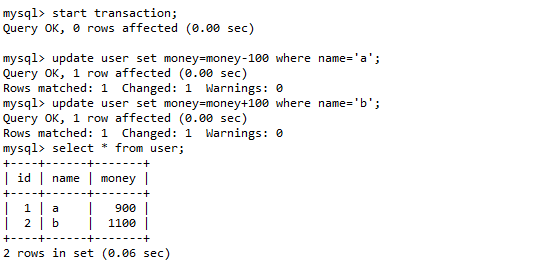 mysql> start transaction;
Query OK, 0 rows affected (0.00 sec)
mysql> update user set money=money-100 where name='a';
Query OK, 1 row affected (0.00 sec)
Rows matched: 1  Changed: 1  Warnings: 0
mysql> update user set money=money+100 where name='b';
Query OK, 1 row affected (0.00 sec)
Rows matched: 1  Changed: 1  Warnings: 0
mysql> select * from user;
+----+------+-------+
| id | name | money |
+----+------+-------+
|  1 | a    |   900 |
|  2 | b    |  1100 |
+----+------+-------+
2 rows in set (0.06 sec)